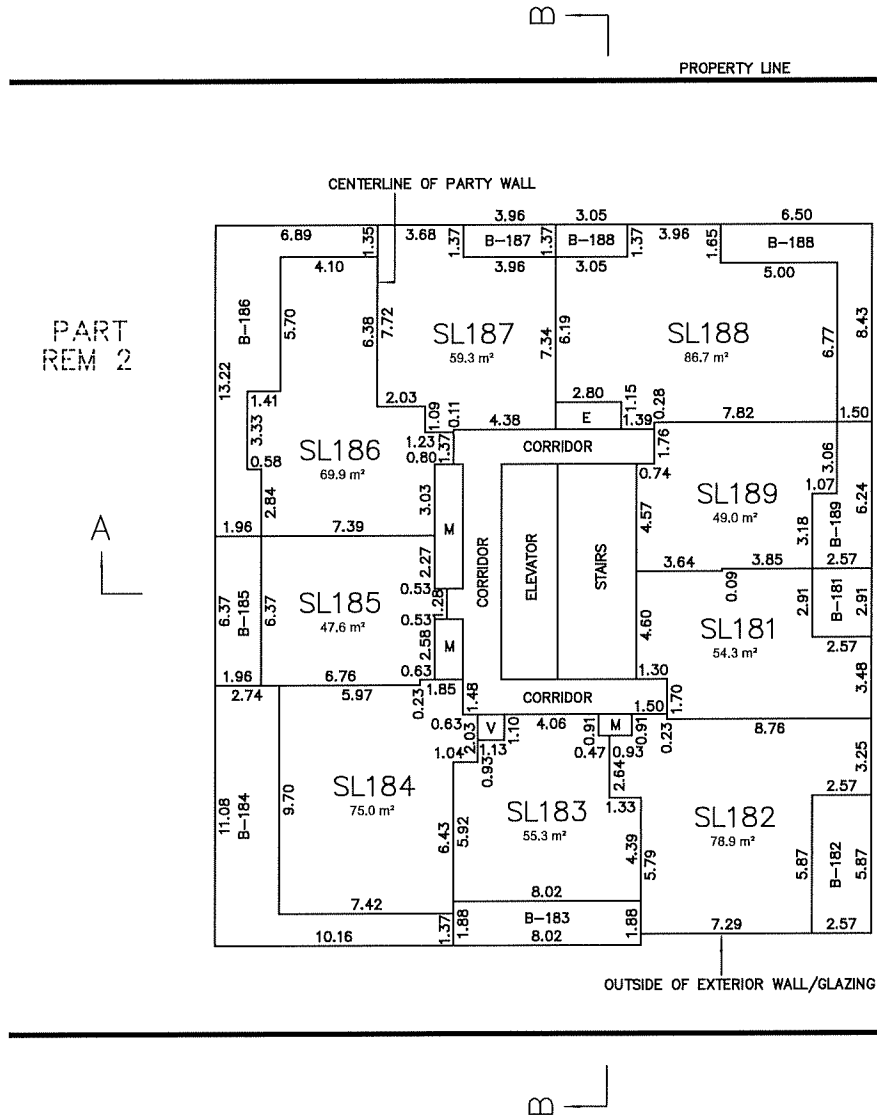 B
PROPERTY LINE
CENTERLINE OF PARTY WALL
3.96 3.05 6.50
6.89 1.35 3.68 1.37 B-187 1.37 B-188 1.37 3.96 1.65 B-188
4.10 3.96 3.05 5.00
PART
REM 2
B-186 5.70 6.38 7.72 SL187 7.34 6.19 SL188 6.77 8.43
59.3 m² 86.7 m²
13.22
1.41 2.03 1.09 0.11 4.38 2.80 E 1.15 1.39 0.28 7.82 1.50
3.33 1.23 1.37 CORRIDOR 1.76 3.06
0.58 SL186 0.80 0.74 1.07
69.9 m²
2.84 3.03 M 4.57 SL189 3.18 B-189 6.24
49.0 m²
A
1.96 7.39 2.27 CORRIDOR ELEVATOR STAIRS 3.64 3.85 2.57
0.09
6.37 B-185 6.37 SL185 0.53 1.28 2.91 B-181 2.91
47.6 m² 0.53
2.58 M 4.60 SL181 2.57
54.3 m²
0.63 1.30 3.48
1.96 6.76 1.85
2.74 5.97 0.23 1.48 CORRIDOR 1.50 1.70
0.63 2.03 V 1.10 4.06 0.91 M 0.91 0.23 8.76
1.04 1.13 0.93 0.47 0.93 3.25
2.64
SL184 1.33 2.57
75.0 m²
11.08 B-184 9.70 6.43 5.92 SL183 4.39 5.79 SL182 5.87 B-182 5.87
55.3 m² 78.9 m²
7.42 8.02
1.37 1.88 B-183 1.88 7.29 2.57
10.16 8.02
OUTSIDE OF EXTERIOR WALL/GLAZING
B